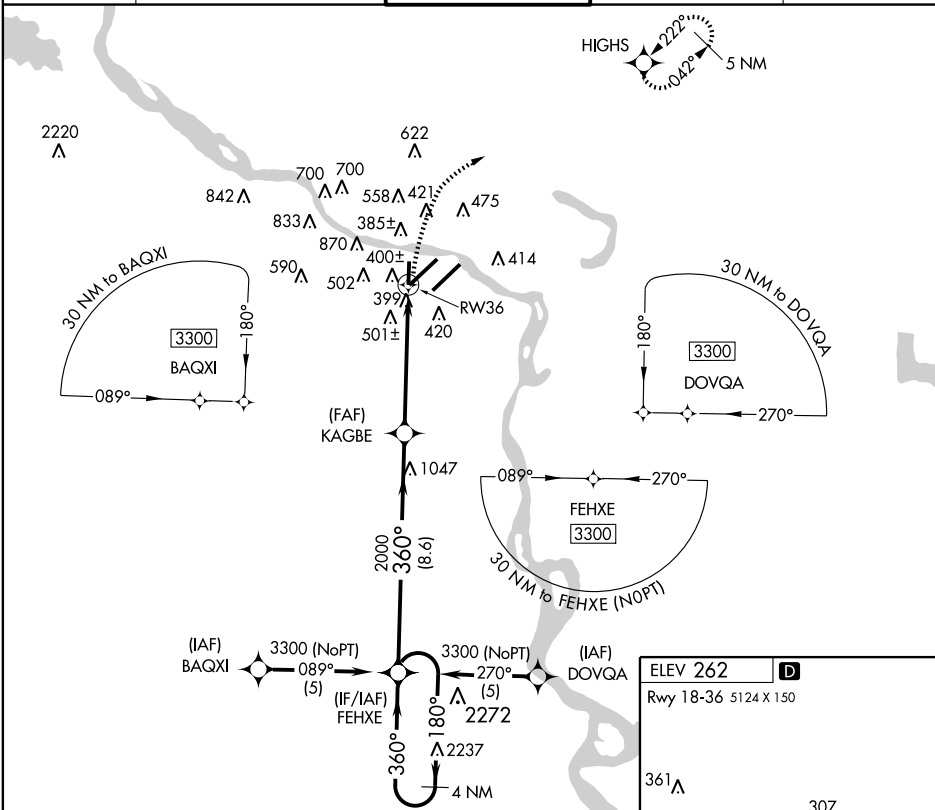 HIGHS
222°
042°
5 NM
2220
622
700
700
842
558
421
475
833
385±
870
400±
414
590
502
399
RW36
501±
420
30 NM to BAQXI
3300
BAQXI
180°
089°
30 NM to DOVQA
180°
3300
DOVQA
270°
(FAF)
KAGBE
1047
089°
270°
FEHXE
3300
30 NM to FEHXE (N0PT)
2000
360°
(8.6)
(IAF)
BAQXI
3300 (NoPT)
089°
(5)
3300 (NoPT)
270°
(5)
(IAF)
DOVQA
(IF/IAF)
FEHXE
2272
180°
360°
2237
4 NM
ELEV 262
D
Rwy 18-36 5124 X 150
361
307